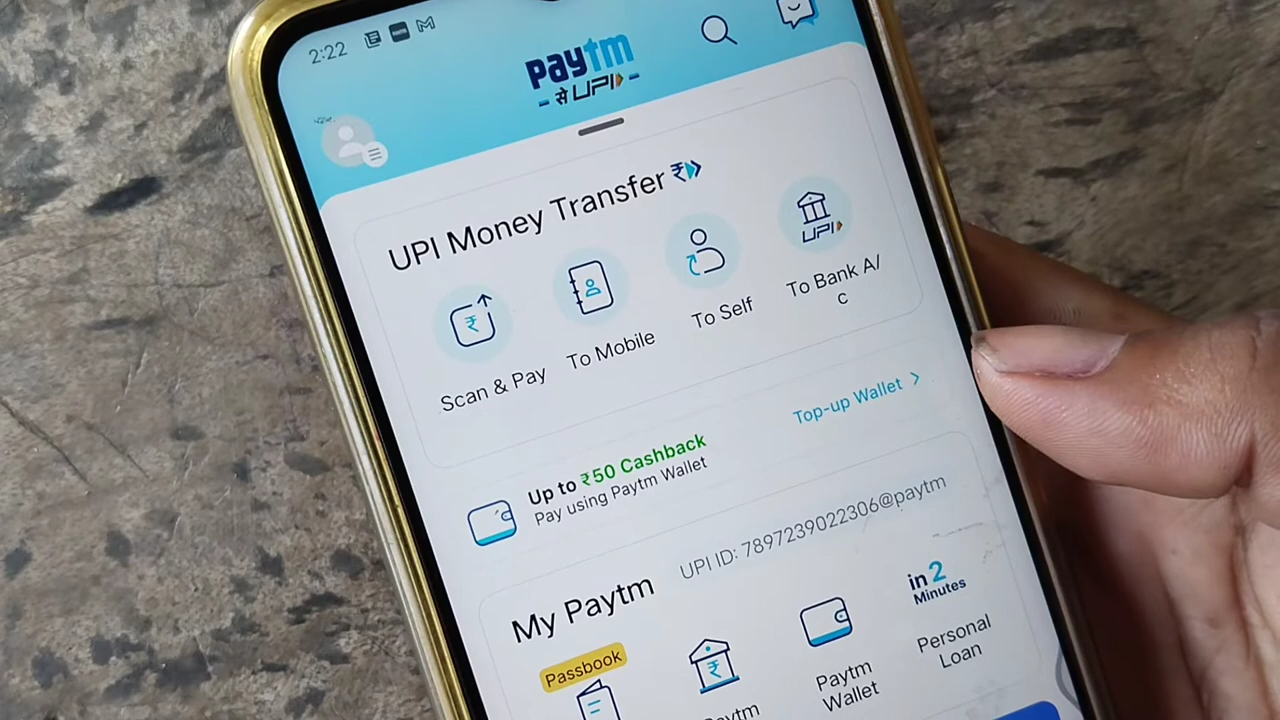 2:22
paytm
से UPI
UPI Money Transfer ₹
₹
UPI
Scan & Pay
To Mobile
To Self
To Bank A/
c
Up to ₹50 Cashback
Pay using Paytm Wallet
Top-up Wallet >
My Paytm
UPI ID: 7897239022306@paytm
in 2
Minutes
Passbook
₹
Paytm
Paytm
Wallet
Personal
Loan